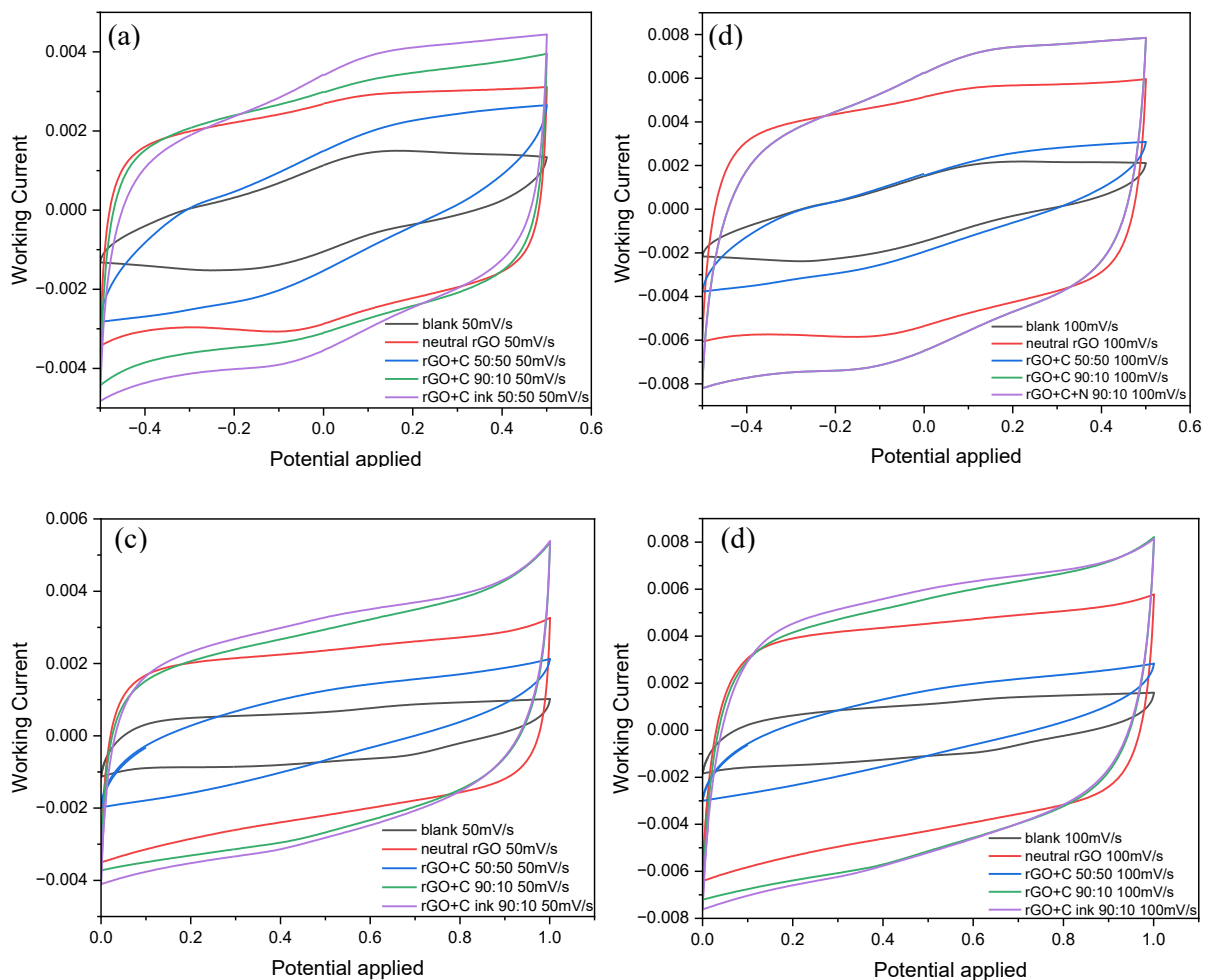 (a)
Working Current
0.004
0.002
0.000
−0.002
−0.004
−0.4
−0.2
0.0
0.2
0.4
0.6
Potential applied
blank 50mV/s
neutral rGO 50mV/s
rGO+C 50:50 50mV/s
rGO+C 90:10 50mV/s
rGO+C ink 50:50 50mV/s
(d)
Working Current
0.008
0.006
0.004
0.002
0.000
−0.002
−0.004
−0.006
−0.008
−0.4
−0.2
0.0
0.2
0.4
0.6
Potential applied
blank 100mV/s
neutral rGO 100mV/s
rGO+C 50:50 100mV/s
rGO+C 90:10 100mV/s
rGO+C+N 90:10 100mV/s
(c)
Working Current
0.006
0.004
0.002
0.000
−0.002
−0.004
0.0
0.2
0.4
0.6
0.8
1.0
Potential applied
blank 50mV/s
neutral rGO 50mV/s
rGO+C 50:50 50mV/s
rGO+C 90:10 50mV/s
rGO+C ink 90:10 50mV/s
(d)
Working Current
0.008
0.006
0.004
0.002
0.000
−0.002
−0.004
−0.006
−0.008
0.0
0.2
0.4
0.6
0.8
1.0
Potential applied
blank 100mV/s
neutral rGO 100mV/s
rGO+C 50:50 100mV/s
rGO+C 90:10 100mV/s
rGO+C ink 90:10 100mV/s